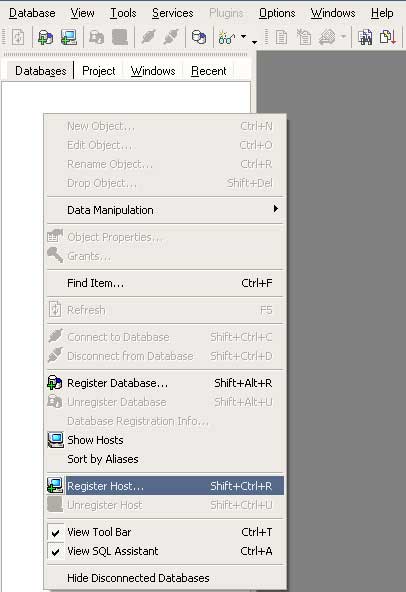 Database View Tools Services Plugins Options Windows Help
Databases Project Windows Recent
New Object... Ctrl+N
Edit Object... Ctrl+O
Rename Object... Ctrl+R
Drop Object... Shift+Del
Data Manipulation
Object Properties...
Grants...
Find Item... Ctrl+F
Refresh F5
Connect to Database Shift+Ctrl+C
Disconnect from Database Shift+Ctrl+D
Register Database... Shift+Alt+R
Unregister Database Shift+Alt+U
Database Registration Info...
Show Hosts
Sort by Aliases
Register Host... Shift+Ctrl+R
Unregister Host Shift+Ctrl+U
View Tool Bar Ctrl+T
View SQL Assistant Ctrl+A
Hide Disconnected Databases